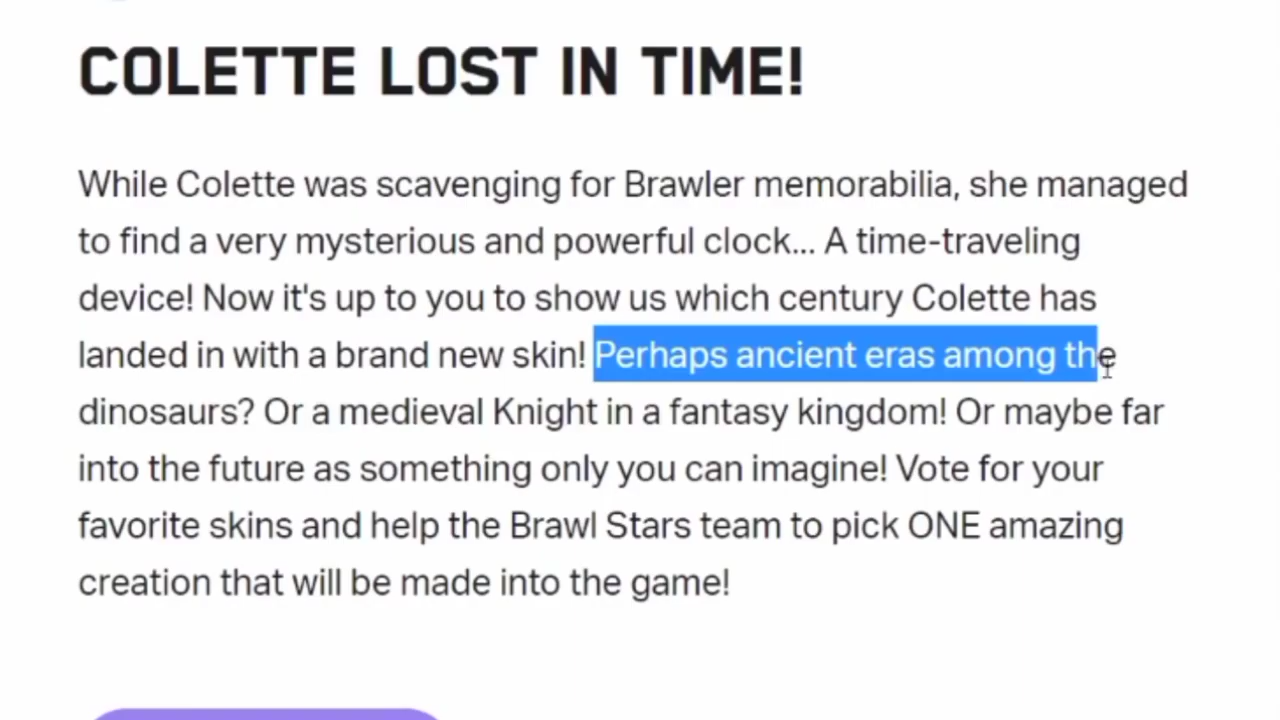 COLETTE LOST IN TIME!
While Colette was scavenging for Brawler memorabilia, she managed
to find a very mysterious and powerful clock... A time-traveling
device! Now it's up to you to show us which century Colette has
landed in with a brand new skin! Perhaps ancient eras among the
dinosaurs? Or a medieval Knight in a fantasy kingdom! Or maybe far
into the future as something only you can imagine! Vote for your
favorite skins and help the Brawl Stars team to pick ONE amazing
creation that will be made into the game!